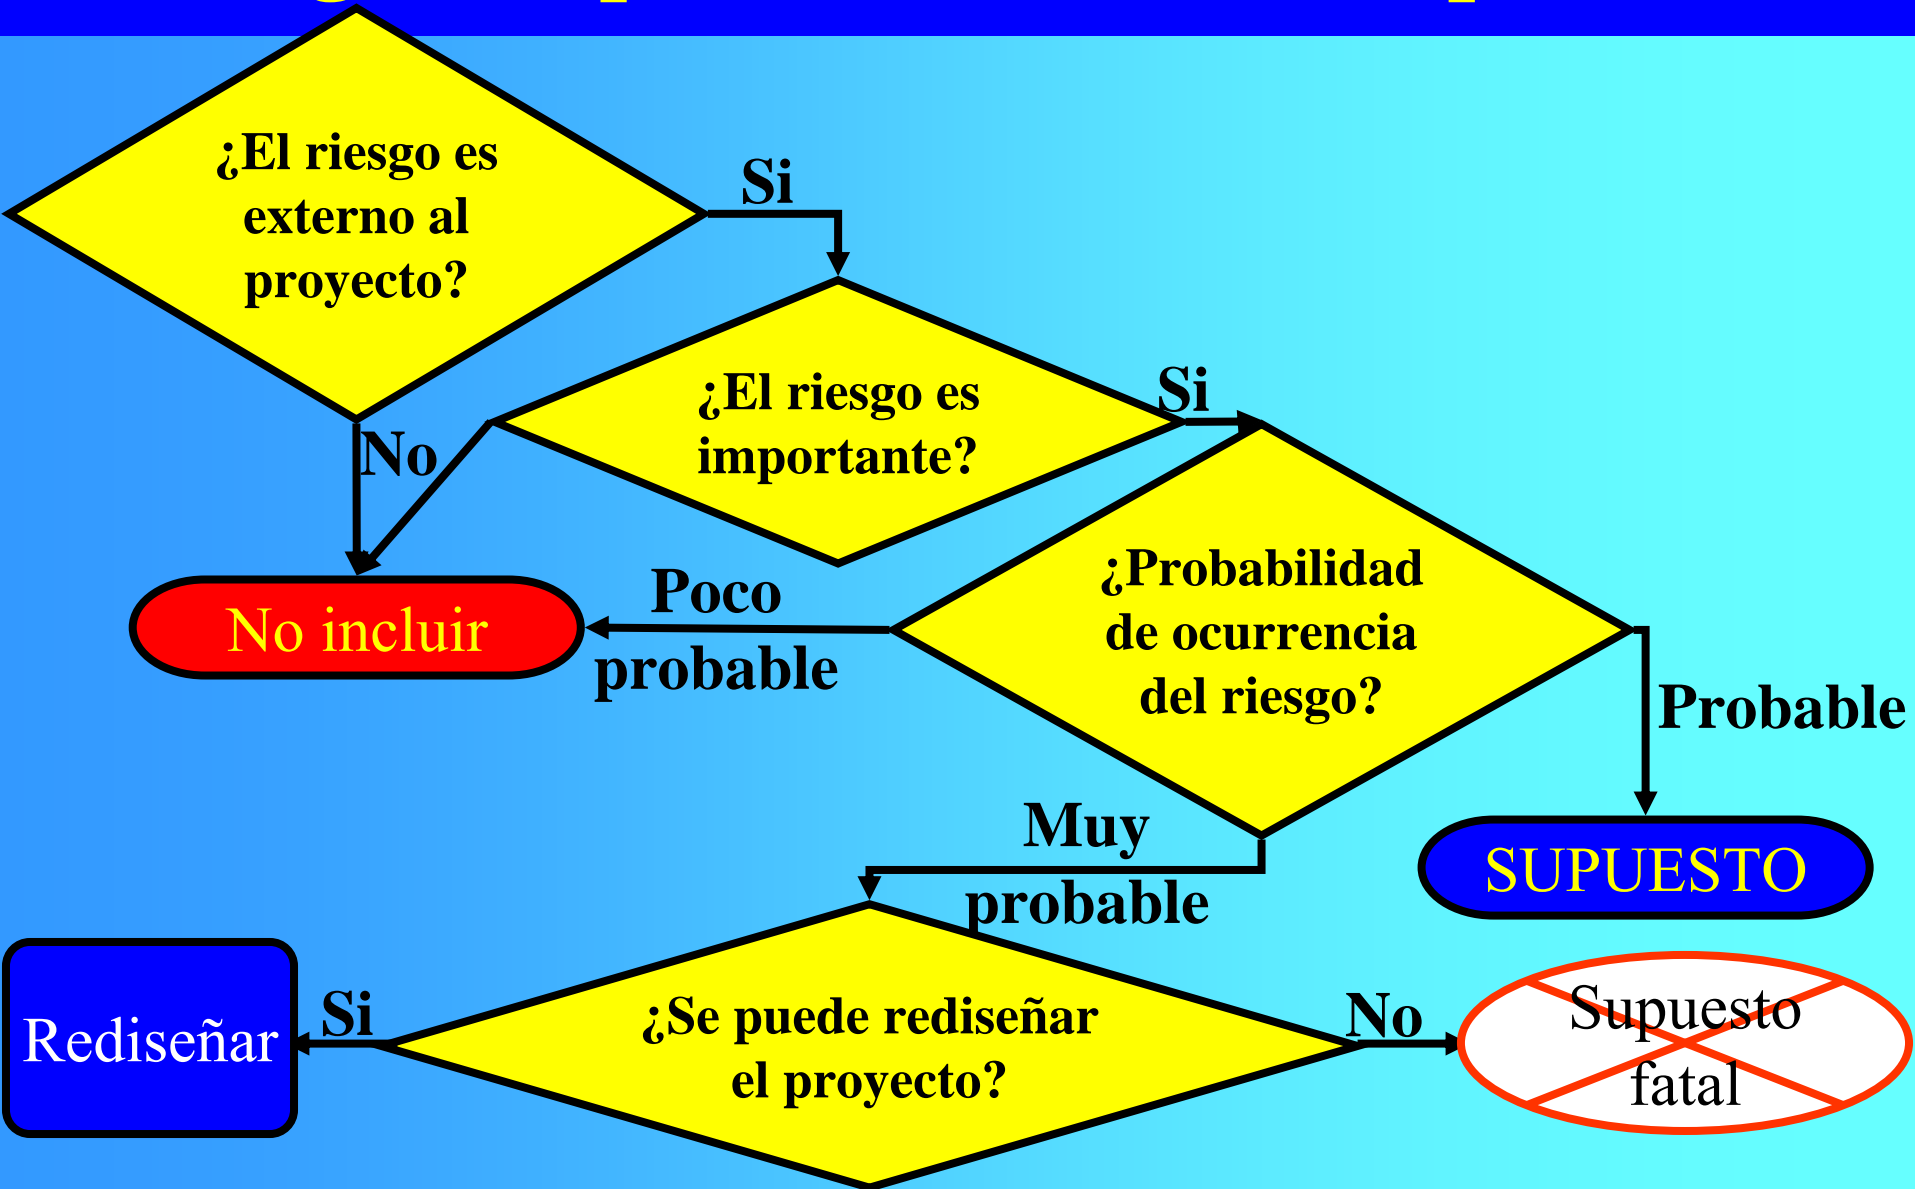 ¿El riesgo es
externo al
proyecto?
Si
¿El riesgo es
importante?
Si
No
¿Probabilidad
de ocurrencia
del riesgo?
Poco
probable
No incluir
Probable
Muy
probable
SUPUESTO
¿Se puede rediseñar
el proyecto?
Si
Rediseñar
No
Supuesto
fatal